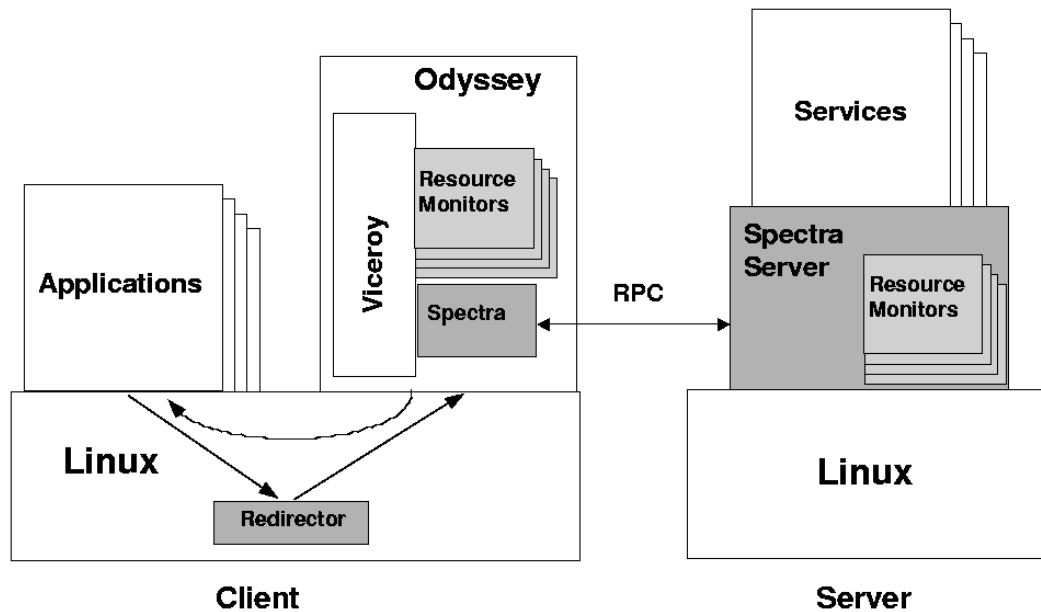 Odyssey
Services
Viceroy
Resource
Monitors
Applications
Spectra
RPC
Spectra
Server
Resource
Monitors
Linux
Redirector
Linux
Client
Server